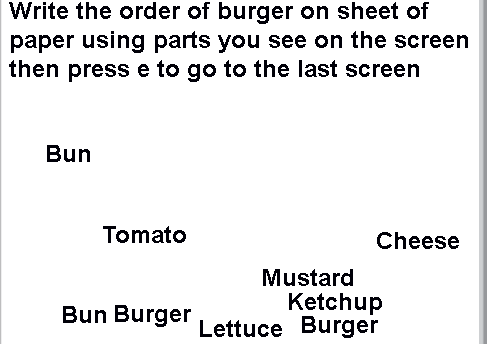 Write the order of burger on sheet of
paper using parts you see on the screen
then press e to go to the last screen
Bun
Tomato
Cheese
Mustard
Ketchup
Bun Burger
Lettuce Burger